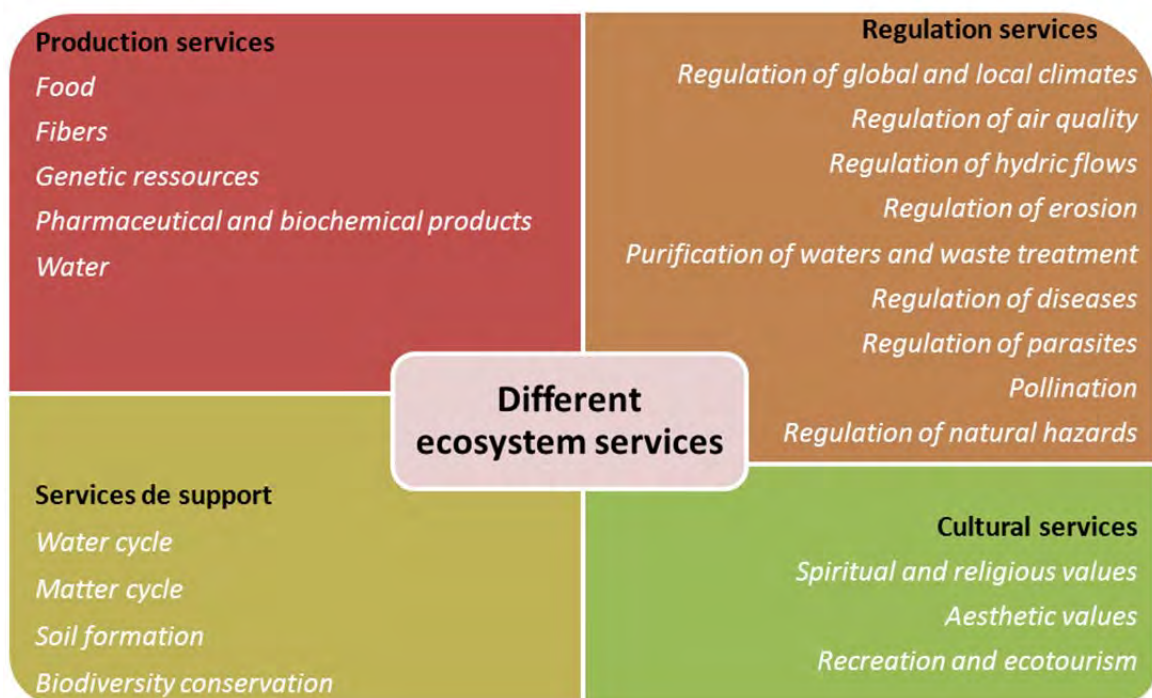 Production services
Food
Fibers
Genetic ressources
Pharmaceutical and biochemical products
Water
Regulation services
Regulation of global and local climates
Regulation of air quality
Regulation of hydric flows
Regulation of erosion
Purification of waters and waste treatment
Regulation of diseases
Regulation of parasites
Pollination
Regulation of natural hazards
Different
ecosystem services
Services de support
Water cycle
Matter cycle
Soil formation
Biodiversity conservation
Cultural services
Spiritual and religious values
Aesthetic values
Recreation and ecotourism